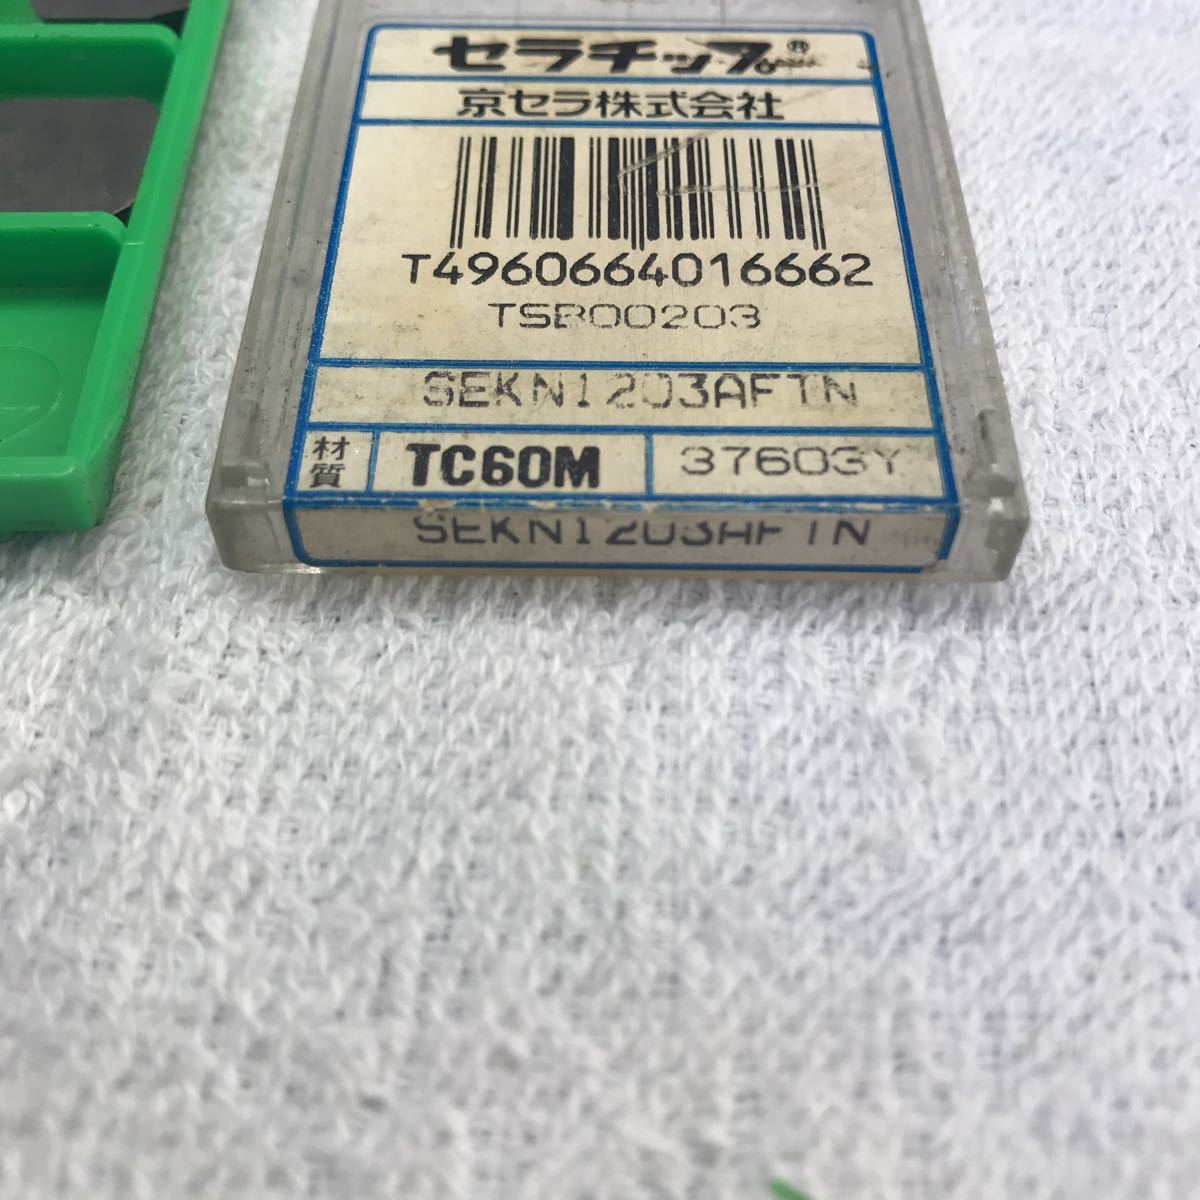 セラチップ®
京セラ株式会社
T4960664016662
TSB00203
SEKN1203AFTN
材質 TC60M 37603Y
SEKN1203AFTN